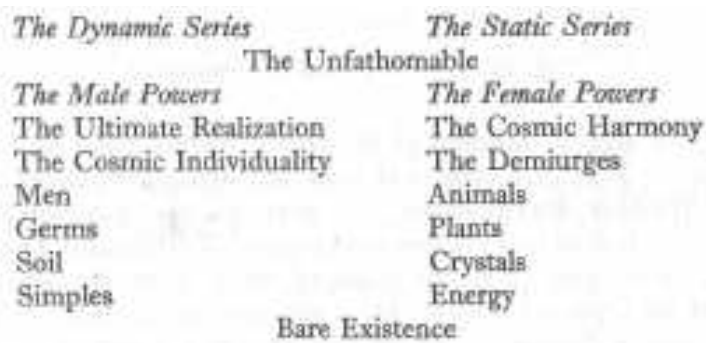 The Dynamic Series The Static Series
The Unfathomable
The Male Powers The Female Powers
The Ultimate Realization The Cosmic Harmony
The Cosmic Individuality The Demiurges
Men Animals
Germs Plants
Soil Crystals
Simples Energy
Bare Existence